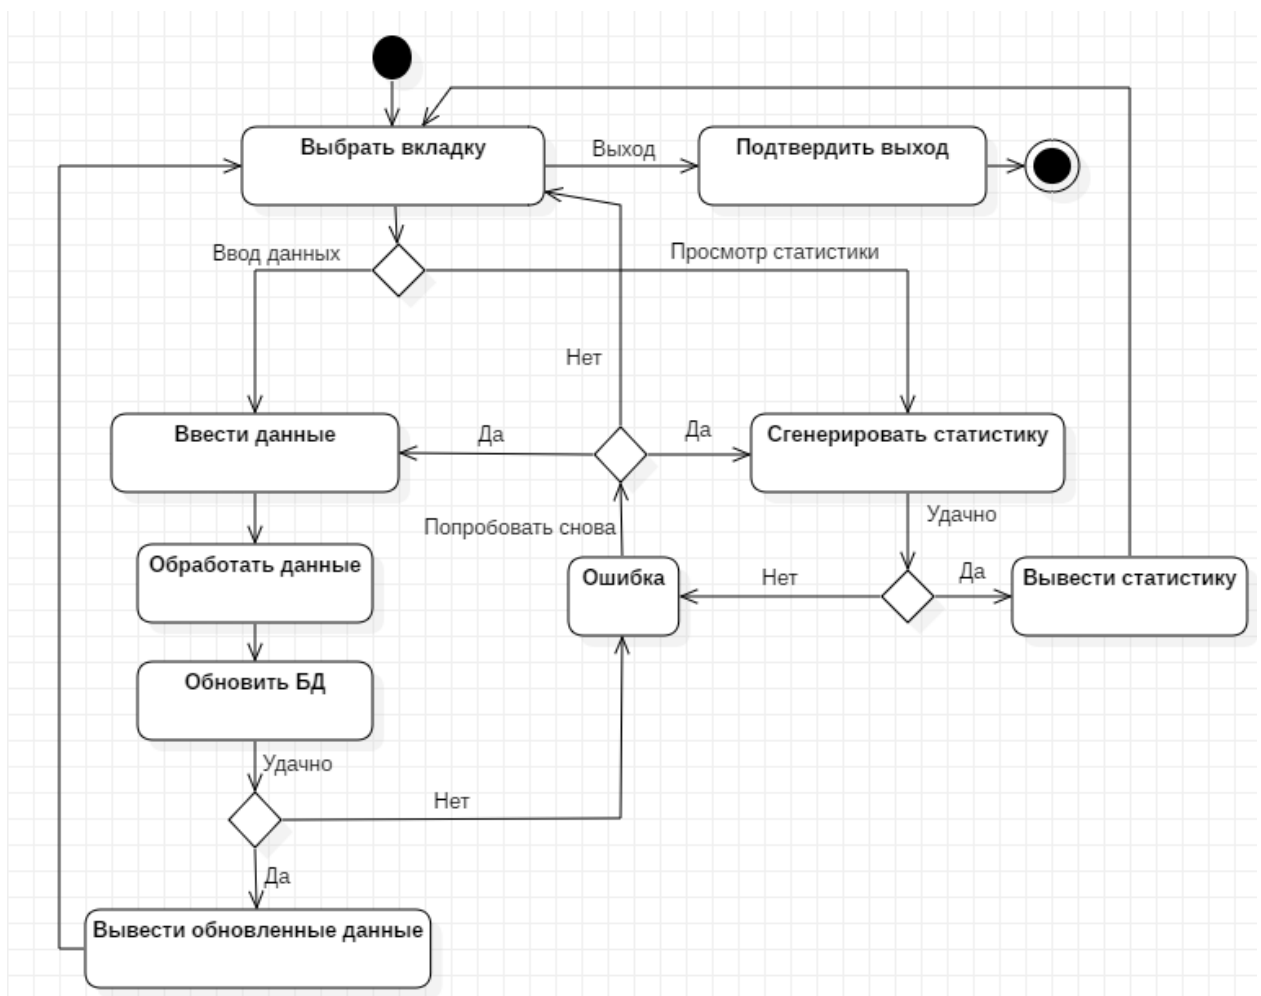 Выбрать вкладку
Выход
Подтвердить выход
Ввод данных
Просмотр статистики
Нет
Ввести данные
Да
Да
Сгенерировать статистику
Удачно
Попробовать снова
Обработать данные
Ошибка
Нет
Да
Вывести статистику
Обновить БД
Удачно
Нет
Да
Вывести обновленные данные